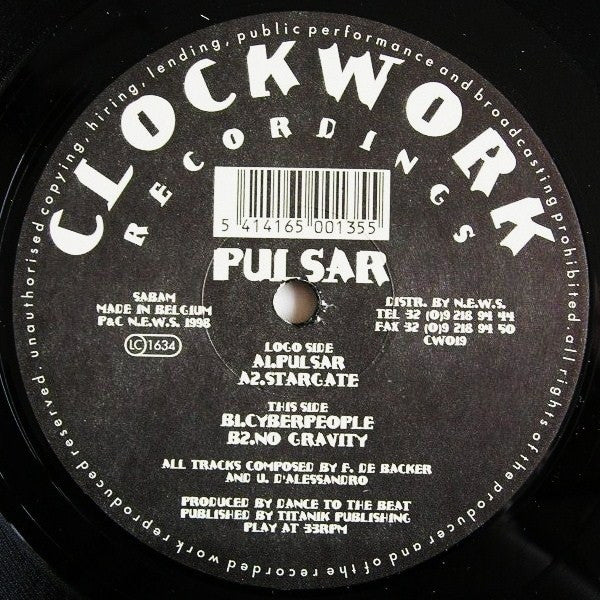 unauthorised copying, hiring, lending, public performance and broadcasting prohibited. all rights of the producer and of the recorded work reproduced reserved.
CLOCKWORK
RECORDINGS
5 414165 001355
PULSAR
SABAM
MADE IN BELGIUM
P&C N.E.W.S. 1998
LC 1634
DISTR. BY N.E.W.S.
TEL 32 (0)9 218 94 44
FAX 32 (0)9 218 94 50
CW019
LOGO SIDE
A1.PULSAR
A2.STARGATE
THIS SIDE
B1.CYBERPEOPLE
B2.NO GRAVITY
ALL TRACKS COMPOSED BY F. DE BACKER
AND U. D'ALESSANDRO
PRODUCED BY DANCE TO THE BEAT
PUBLISHED BY TITANIK PUBLISHING
PLAY AT 33RPM